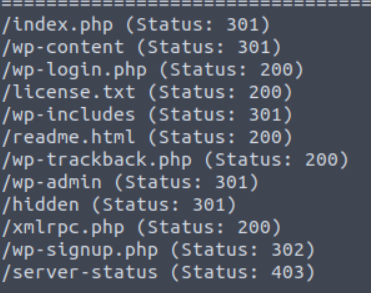 /index.php (Status: 301)
/wp-content (Status: 301)
/wp-login.php (Status: 200)
/license.txt (Status: 200)
/wp-includes (Status: 301)
/readme.html (Status: 200)
/wp-trackback.php (Status: 200)
/wp-admin (Status: 301)
/hidden (Status: 301)
/xmlrpc.php (Status: 200)
/wp-signup.php (Status: 302)
/server-status (Status: 403)